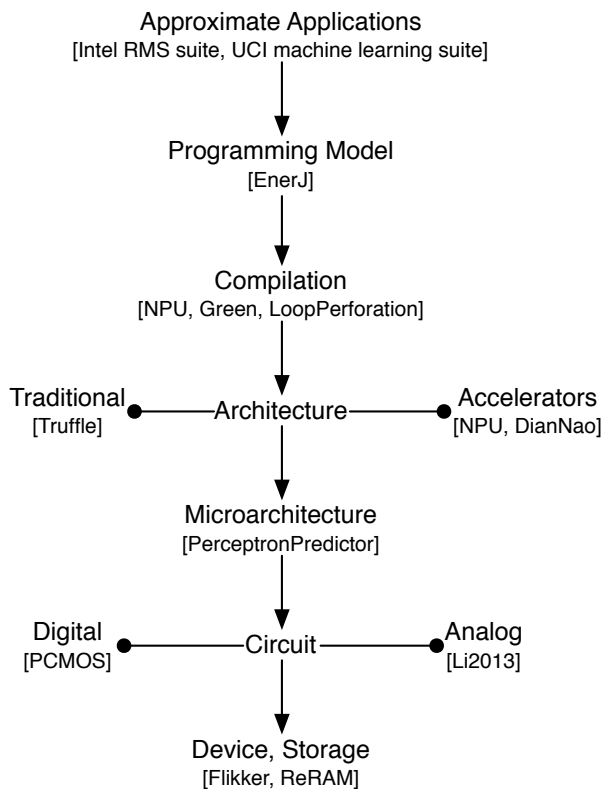 Approximate Applications
[Intel RMS suite, UCI machine learning suite]
Programming Model
[EnerJ]
Compilation
[NPU, Green, LoopPerforation]
Traditional
[Truffle]
Architecture
Accelerators
[NPU, DianNao]
Microarchitecture
[PerceptronPredictor]
Digital
[PCMOS]
Circuit
Analog
[Li2013]
Device, Storage
[Flikker, ReRAM]